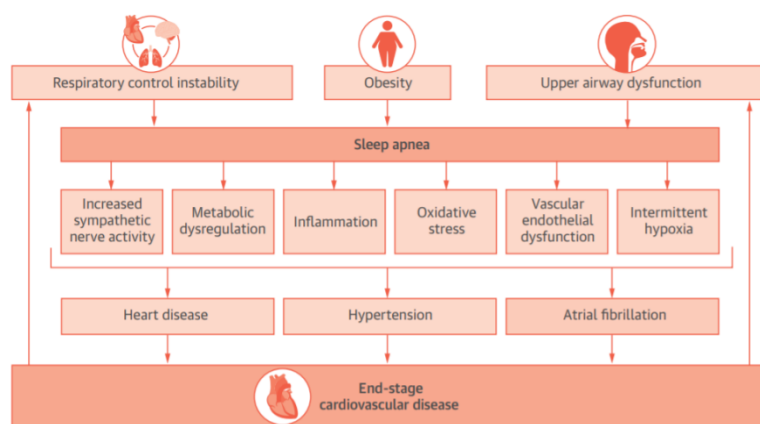 Respiratory control instability
Obesity
Upper airway dysfunction
Sleep apnea
Increased
sympathetic
nerve activity
Metabolic
dysregulation
Inflammation
Oxidative
stress
Vascular
endothelial
dysfunction
Intermittent
hypoxia
Heart disease
Hypertension
Atrial fibrillation
End-stage
cardiovascular disease